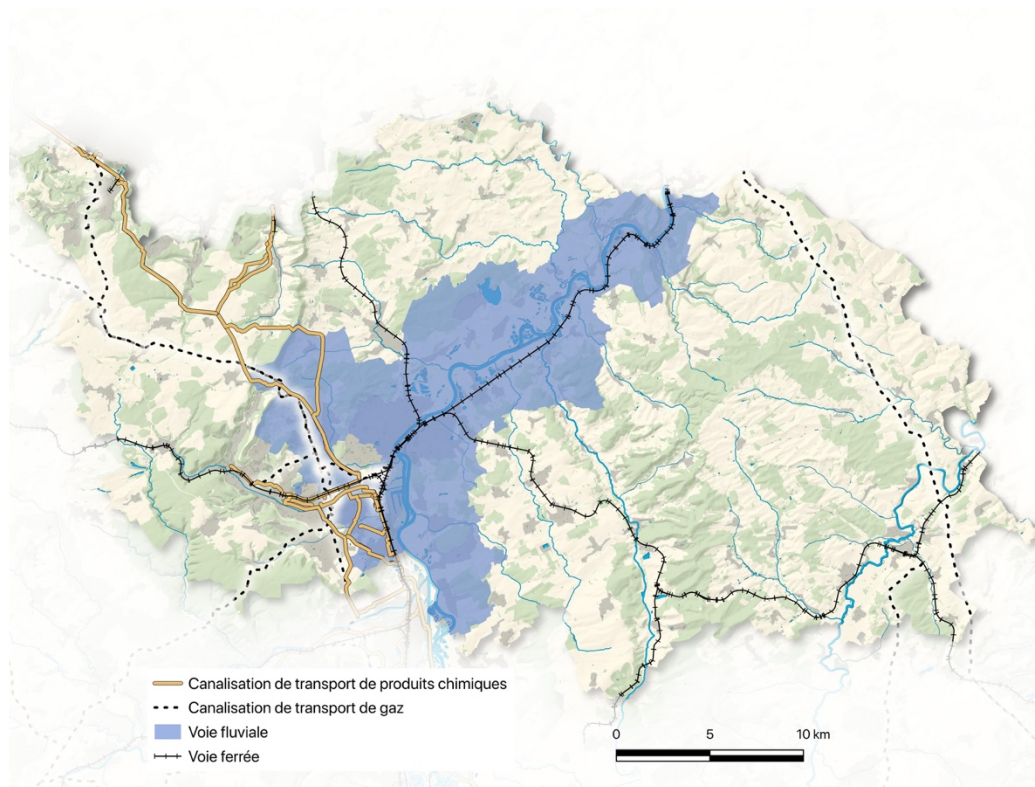 Canalisation de transport de produits chimiques
Canalisation de transport de gaz
Voie fluviale
Voie ferrée
0 5 10 km